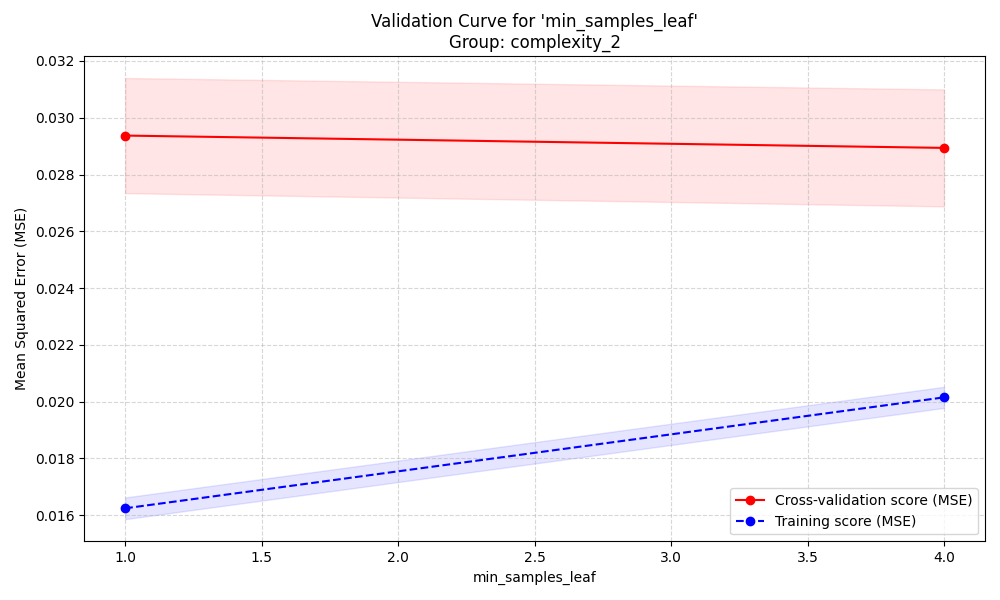 Validation Curve for 'min_samples_leaf'
Group: complexity_2
Mean Squared Error (MSE)
0.032
0.030
0.028
0.026
0.024
0.022
0.020
0.018
0.016
Cross-validation score (MSE)
Training score (MSE)
1.0 1.5 2.0 2.5 3.0 3.5 4.0
min_samples_leaf